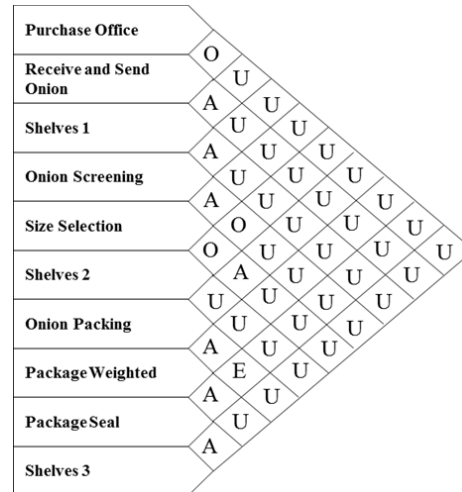 Purchase Office
O
Receive and Send
U
Onion
A U
Shelves 1
U U
A U U
Onion Screening
U U U
A U U U
Size Selection
O U U U
O U U U U
Shelves 2
A U U U
U U U U
Onion Packing
U U U
A U U
Package Weighted
E U
A U
Package Seal
U
A
Shelves 3